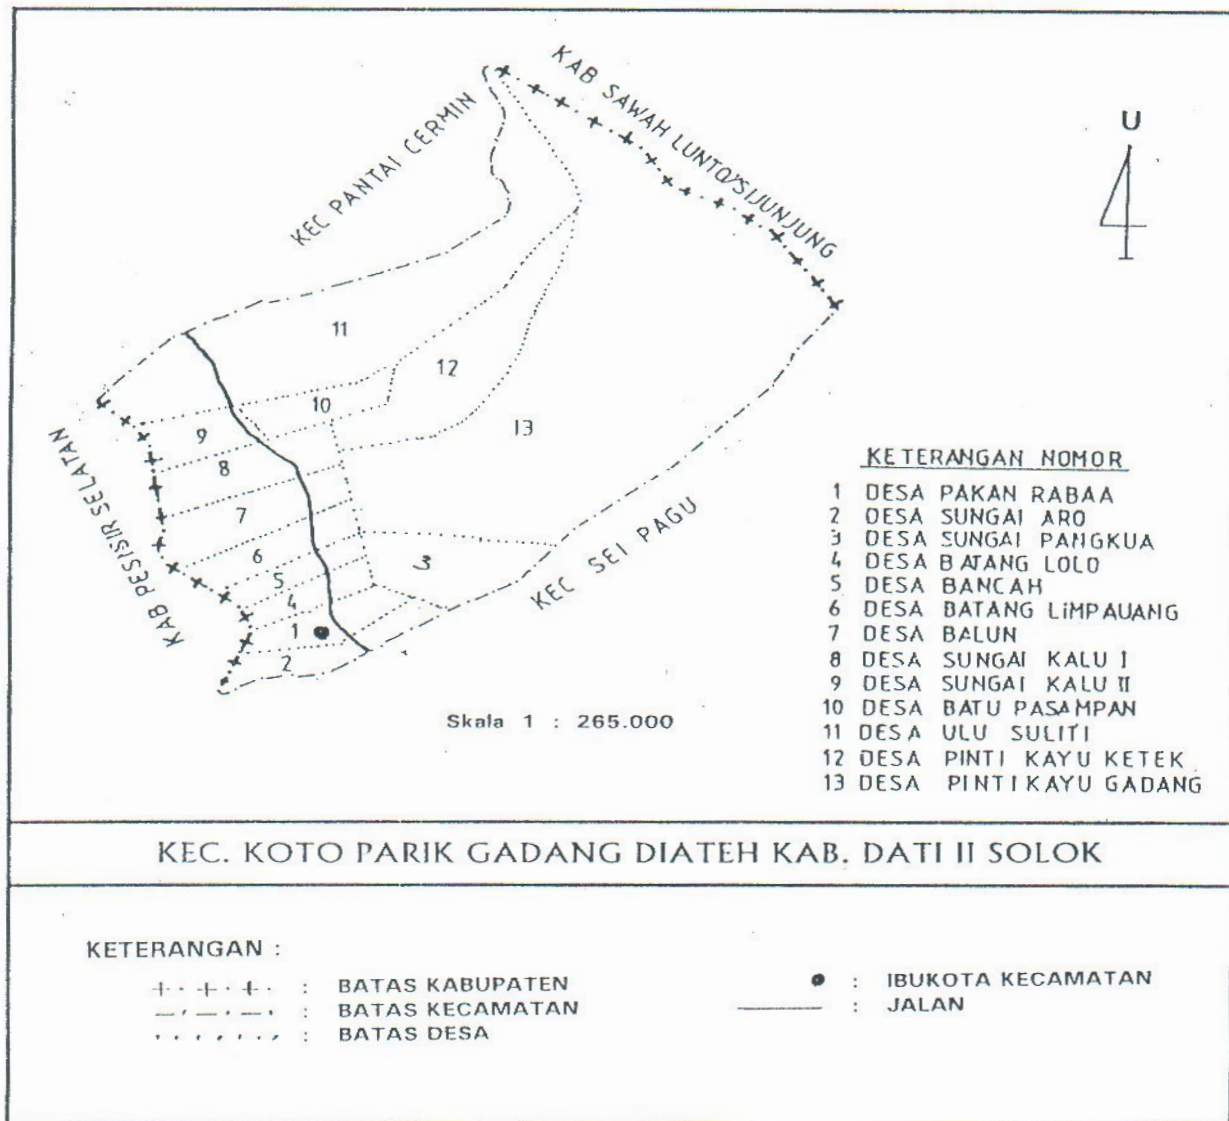 KAB SAWAH LUNTO/SIJUNJUNG
KEC PANTAI CERMIN
U
11
12
10
13
9
8
7
6
5
4
3
1
2
KAB PESISIR SELATAN
KEC SEI PAGU
Skala 1 : 265.000
KETERANGAN NOMOR
1 DESA PAKAN RABAA
2 DESA SUNGAI ARO
3 DESA SUNGAI PANGKUA
4 DESA BATANG LOLO
5 DESA BANCAH
6 DESA BATANG LIMPAUANG
7 DESA BALUN
8 DESA SUNGAI KALU I
9 DESA SUNGAI KALU II
10 DESA BATU PASAMPAN
11 DESA ULU SULITI
12 DESA PINTI KAYU KETEK
13 DESA PINTI KAYU GADANG
KEC. KOTO PARIK GADANG DIATEH KAB. DATI II SOLOK
KETERANGAN :
: BATAS KABUPATEN
: BATAS KECAMATAN
: BATAS DESA
: IBUKOTA KECAMATAN
: JALAN